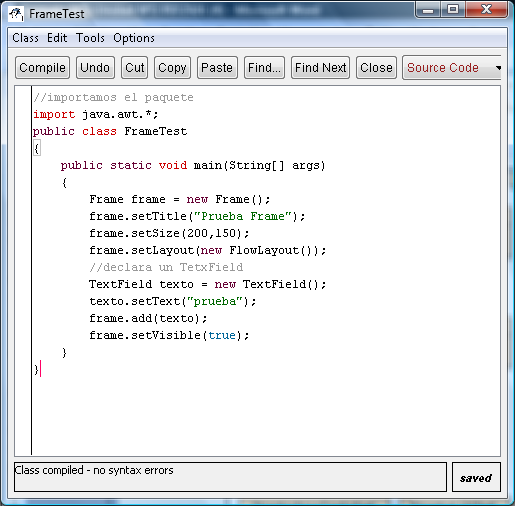 FrameTest
Class Edit Tools Options
Compile Undo Cut Copy Paste Find... Find Next Close Source Code
//importamos el paquete
import java.awt.*;
public class FrameTest
{
public static void main(String[] args)
{
Frame frame = new Frame();
frame.setTitle("Prueba Frame");
frame.setSize(200,150);
frame.setLayout(new FlowLayout());
//declara un TetxField
TextField texto = new TextField();
texto.setText("prueba");
frame.add(texto);
frame.setVisible(true);
}
}
Class compiled - no syntax errors
saved